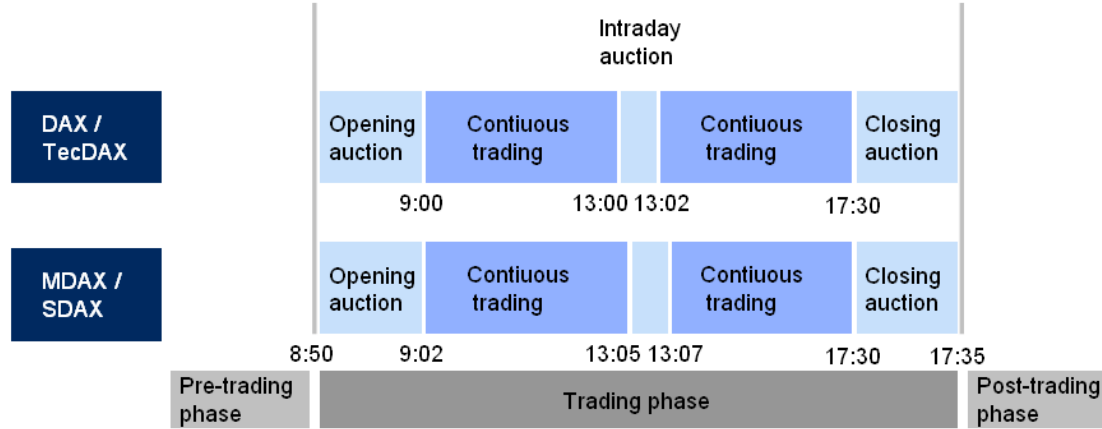 Intraday
auction
DAX /
TecDAX
Opening
auction
Contiuous
trading
Contiuous
trading
Closing
auction
9:00
13:00
13:02
17:30
MDAX /
SDAX
Opening
auction
Contiuous
trading
Contiuous
trading
Closing
auction
8:50
9:02
13:05
13:07
17:30
17:35
Pre-trading
phase
Trading phase
Post-trading
phase